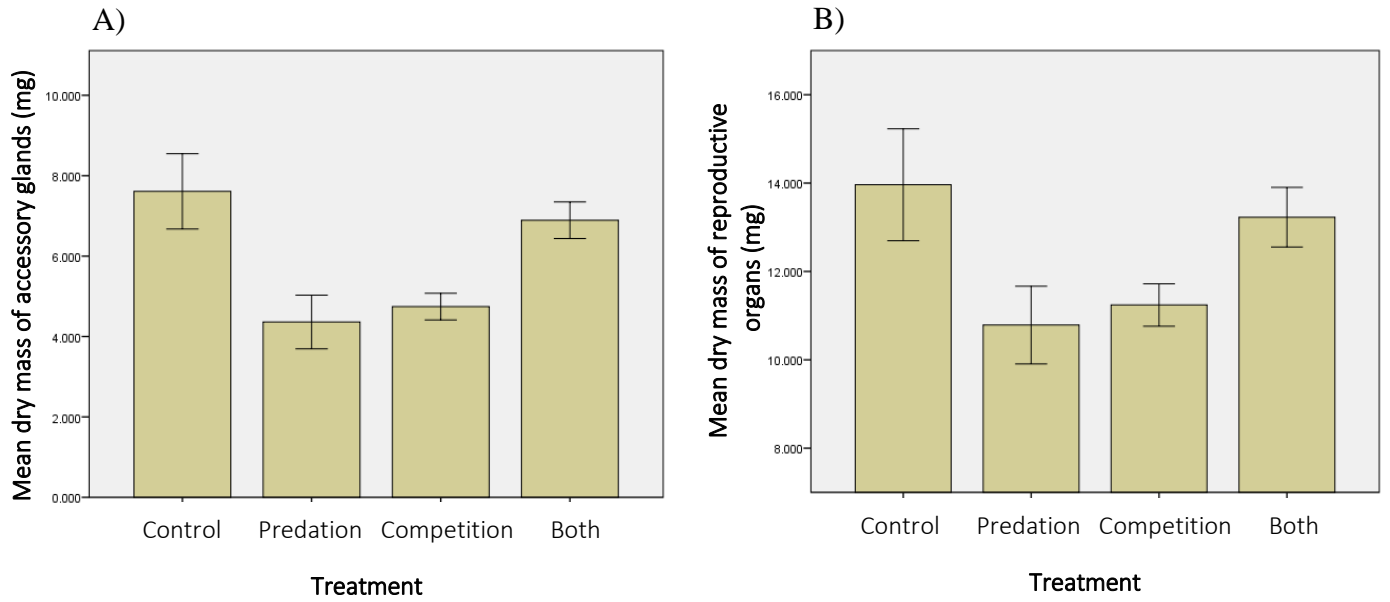 A)
Mean dry mass of accessory glands (mg)
10.000
8.000
6.000
4.000
2.000
0.000
Control Predation Competition Both
Treatment
B)
Mean dry mass of reproductive
organs (mg)
16.000
14.000
12.000
10.000
8.000
Control Predation Competition Both
Treatment